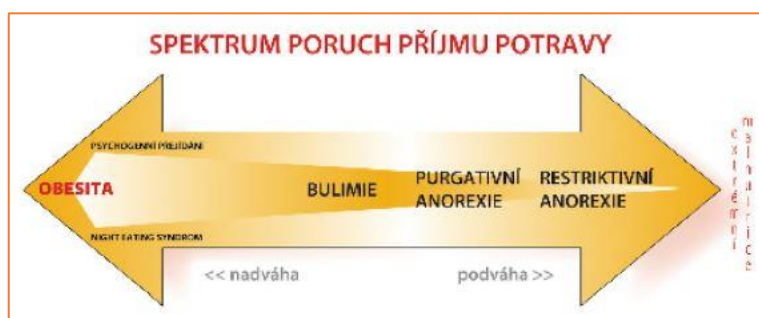 SPEKTRUM PORUCH PŘÍJMU POTRAVY
PSYCHOGENNÍ PŘEJÍDÁNÍ
OBESITA
BULIMIE
PURGATIVNÍ
ANOREXIE
RESTRIKTIVNÍ
ANOREXIE
NIGHT EATING SYNDROM
<< nadváha
podváha >>
extrémní
malnutrice